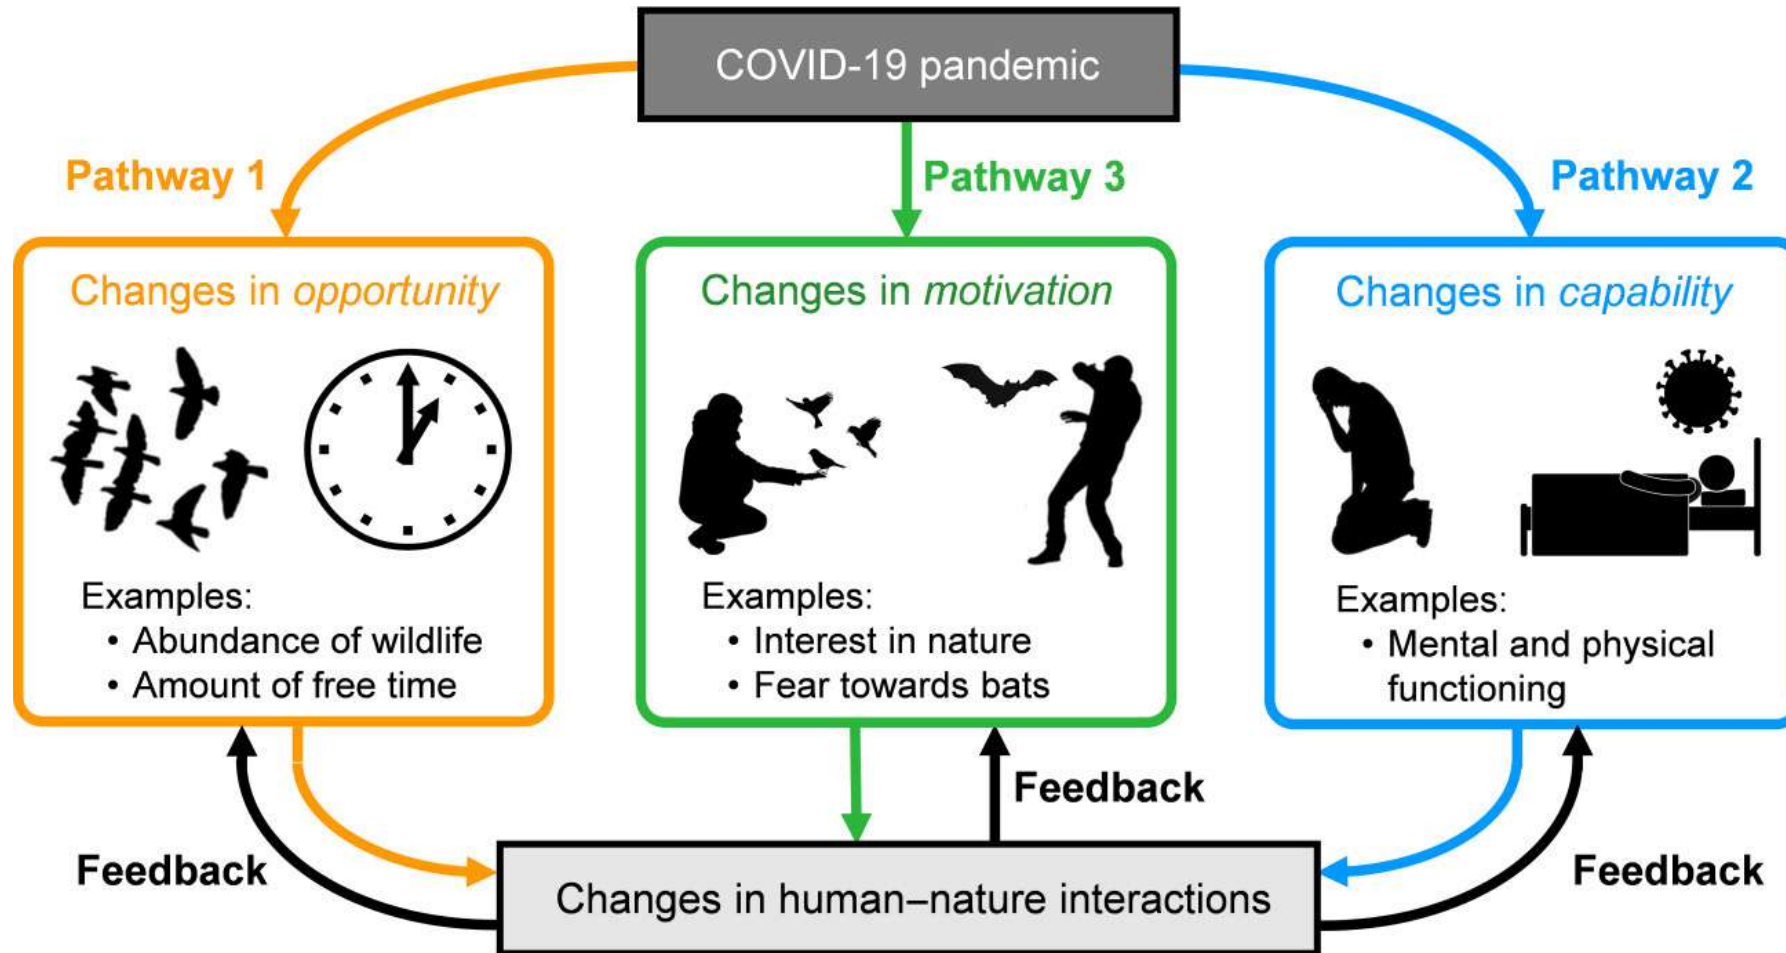 COVID-19 pandemic
Pathway 1
Pathway 3
Pathway 2
Changes in opportunity
Examples:
• Abundance of wildlife
• Amount of free time
Changes in motivation
Examples:
• Interest in nature
• Fear towards bats
Changes in capability
Examples:
• Mental and physical
functioning
Feedback
Feedback
Feedback
Changes in human–nature interactions